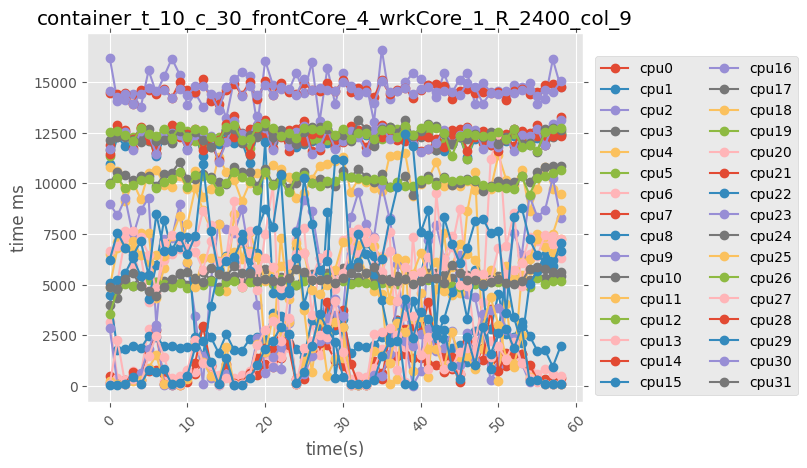 container_t_10_c_30_frontCore_4_wrkCore_1_R_2400_col_9
time ms
15000
12500
10000
7500
5000
2500
0
0
10
20
30
40
50
60
time(s)
cpu0
cpu1
cpu2
cpu3
cpu4
cpu5
cpu6
cpu7
cpu8
cpu9
cpu10
cpu11
cpu12
cpu13
cpu14
cpu15
cpu16
cpu17
cpu18
cpu19
cpu20
cpu21
cpu22
cpu23
cpu24
cpu25
cpu26
cpu27
cpu28
cpu29
cpu30
cpu31